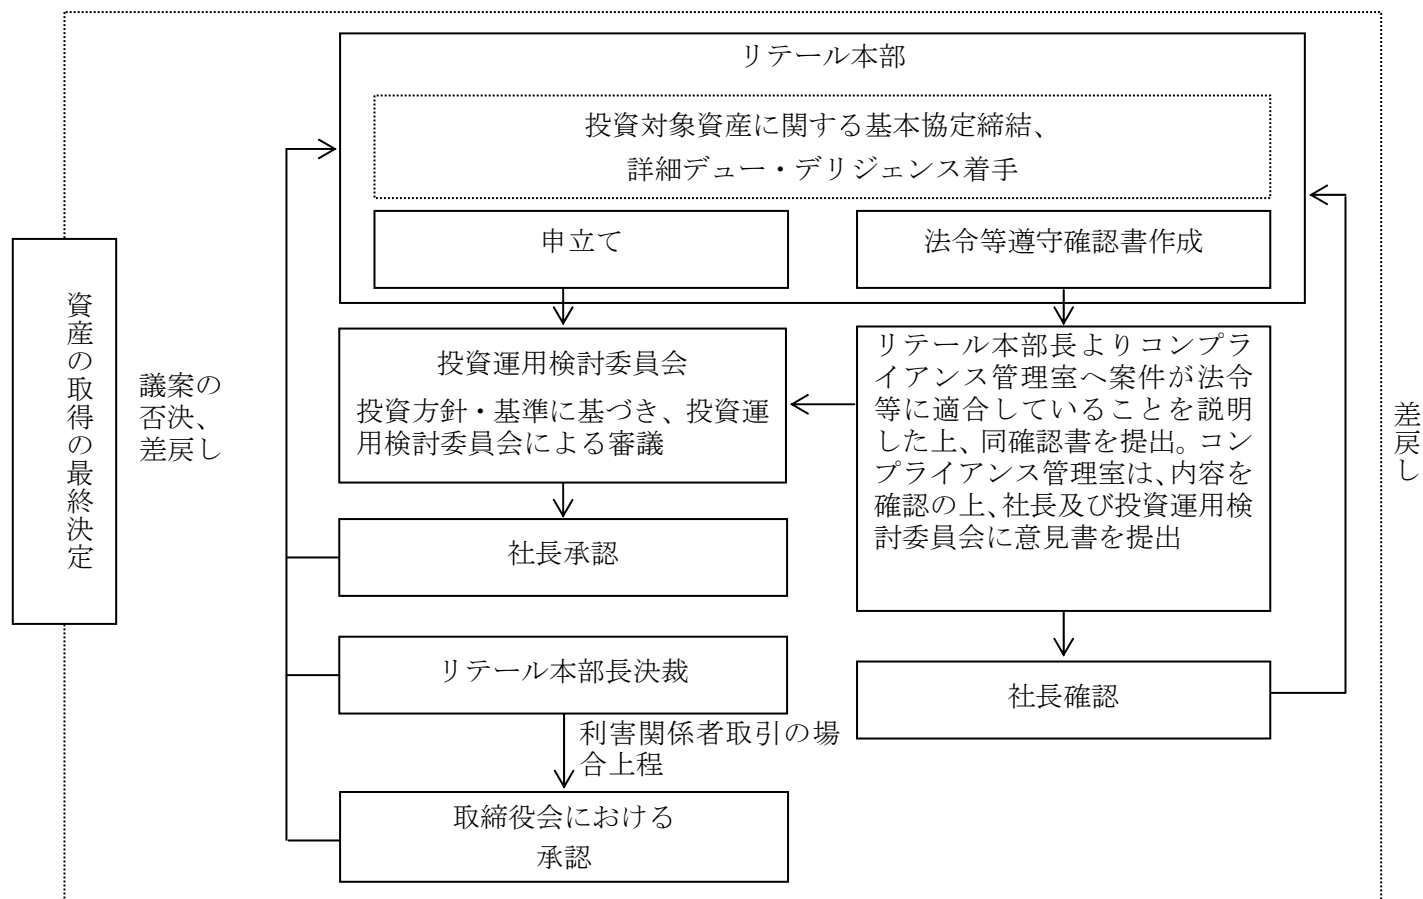 リテール本部
投資対象資産に関する基本協定締結、
詳細デュー・デリジェンス着手
申立て
法令等遵守確認書作成
資産の取得の最終決定
議案の
否決、
差戻し
投資運用検討委員会
投資方針・基準に基づき、投資運
用検討委員会による審議
リテール本部長よりコンプラ
イアンス管理室へ案件が法令
等に適合していることを説明
した上、同確認書を提出。コン
プライアンス管理室は、内容を
確認の上、社長及び投資運用検
討委員会に意見書を提出
差戻し
社長承認
リテール本部長決裁
社長確認
利害関係者取引の場
合上程
取締役会における
承認